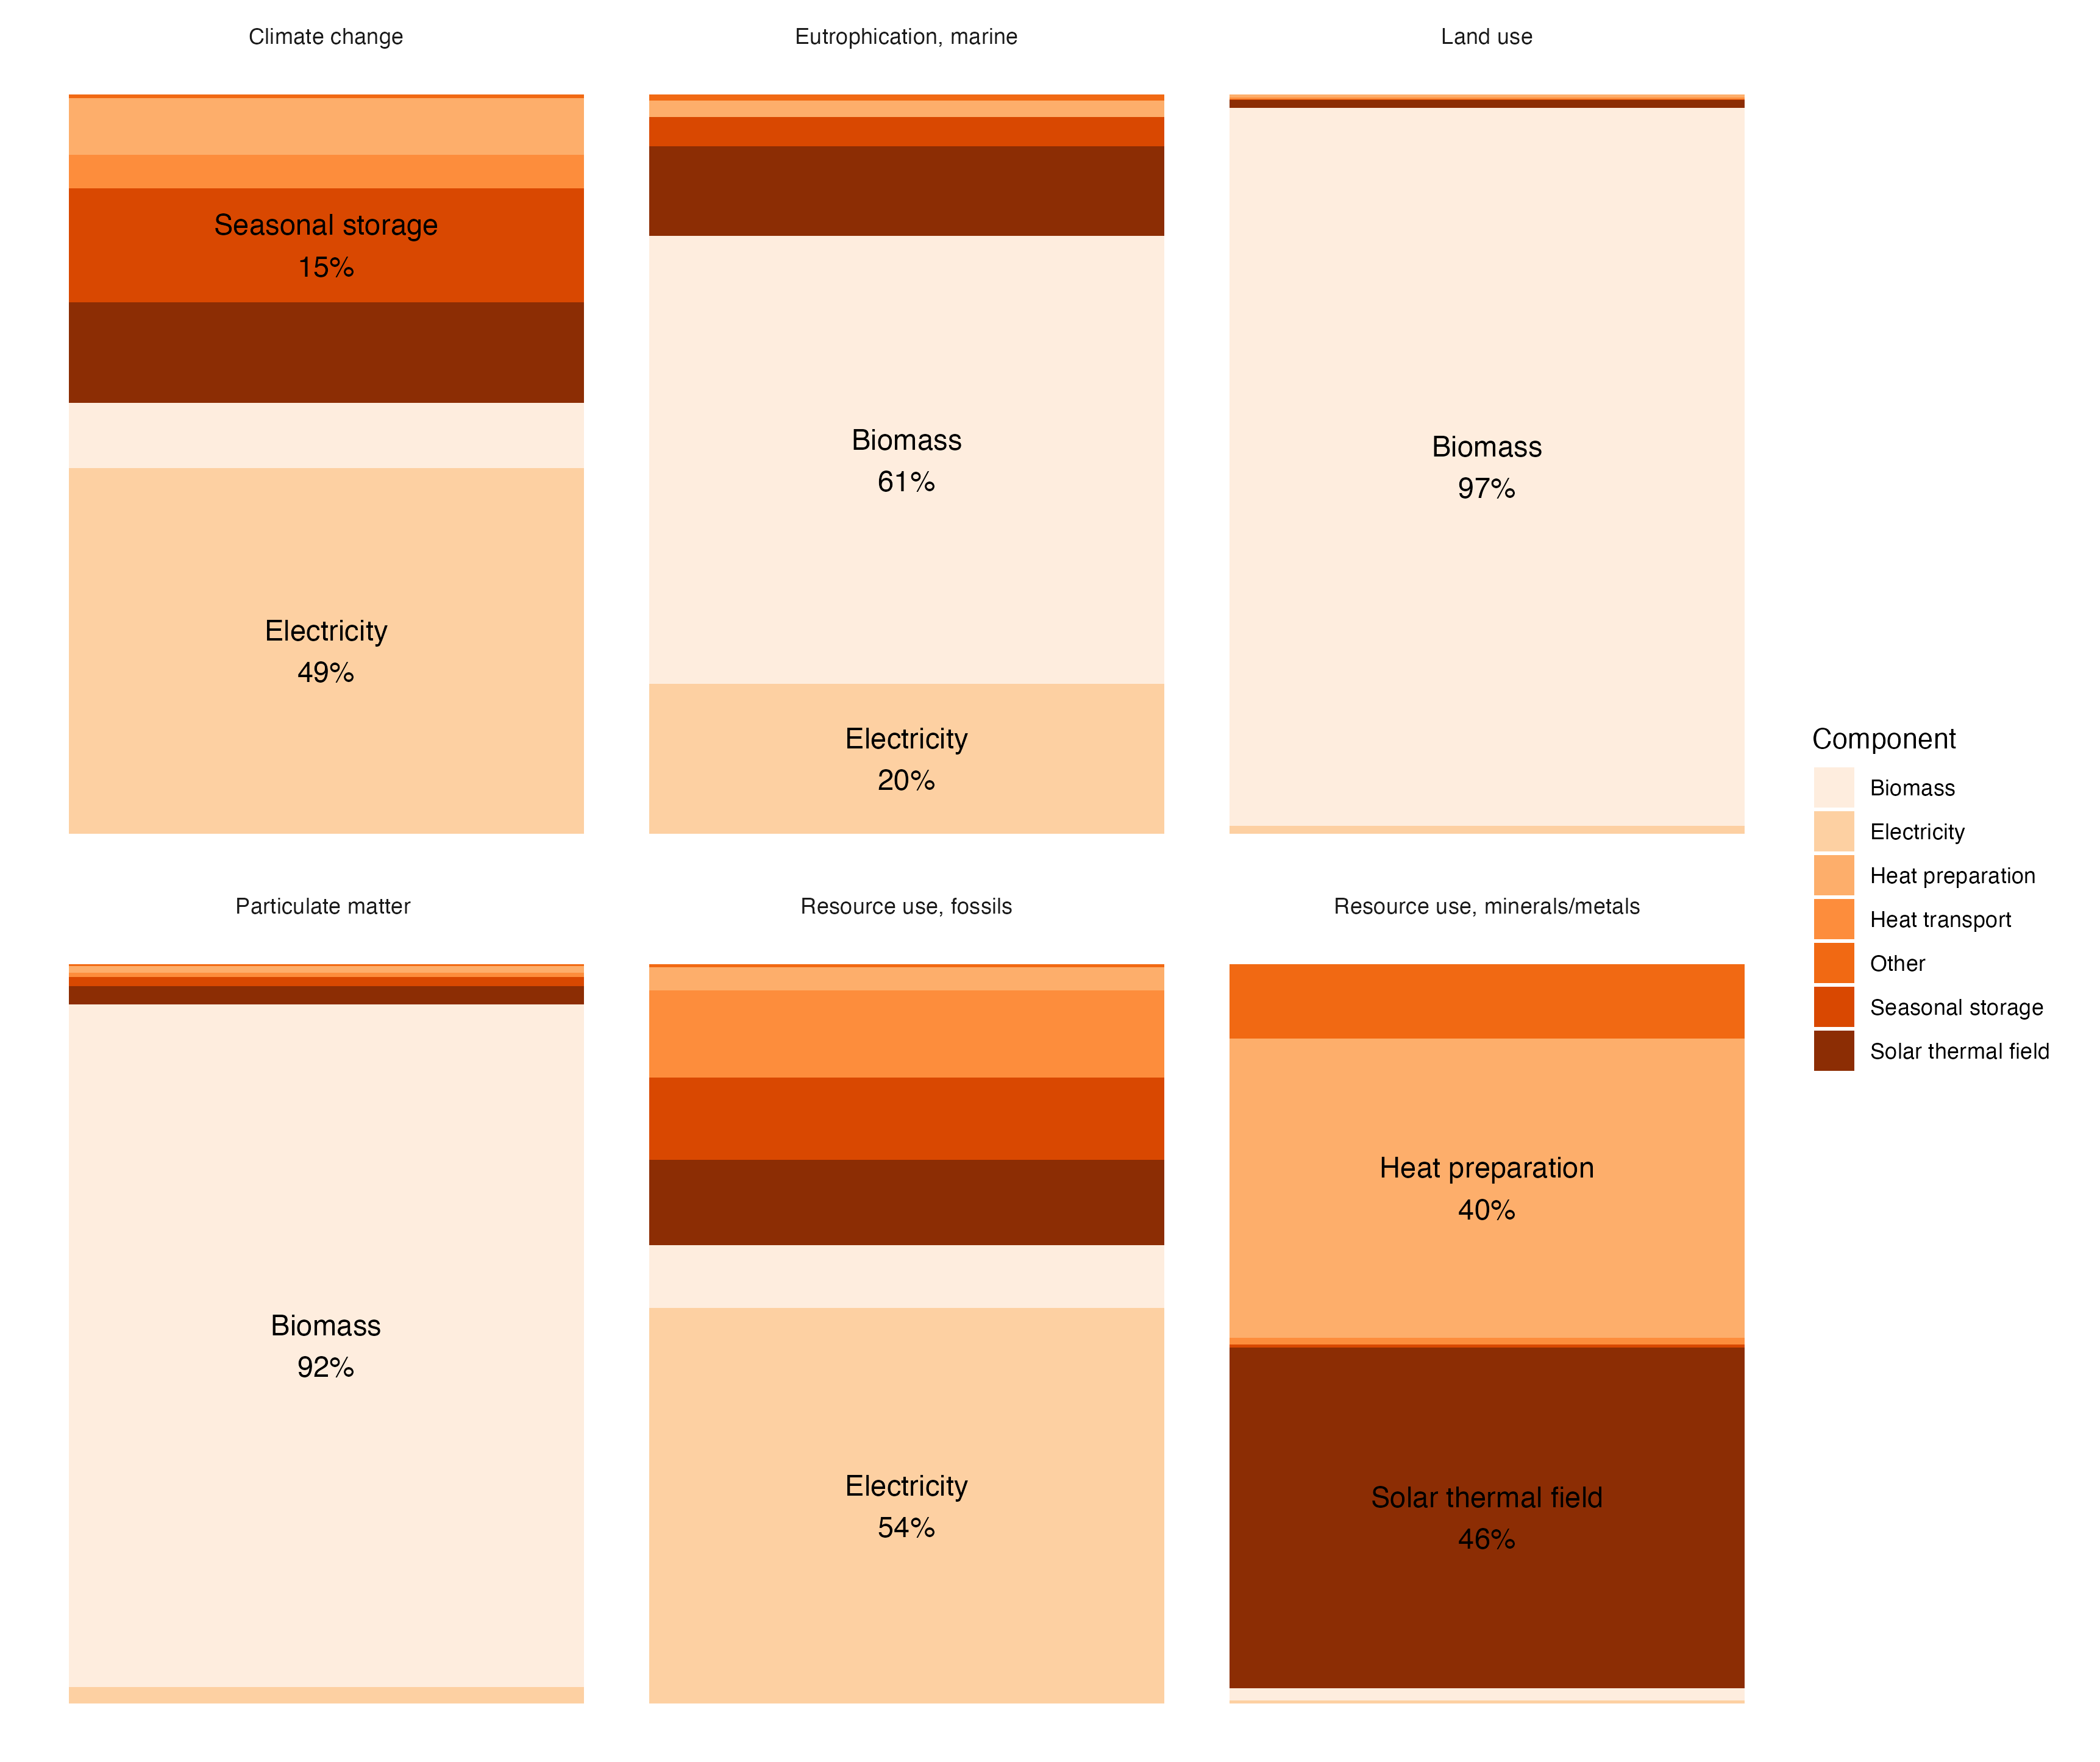 Climate change
Seasonal storage
15%
Electricity
49%
Eutrophication, marine
Biomass
61%
Electricity
20%
Land use
Biomass
97%
Particulate matter
Biomass
92%
Resource use, fossils
Electricity
54%
Resource use, minerals/metals
Heat preparation
40%
Solar thermal field
46%
Component
Biomass
Electricity
Heat preparation
Heat transport
Other
Seasonal storage
Solar thermal field